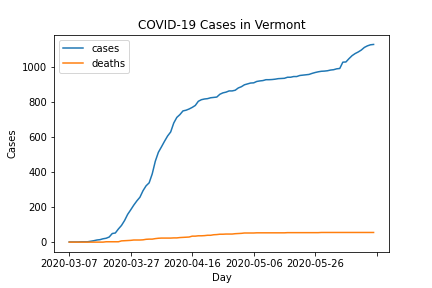 COVID-19 Cases in Vermont
cases
deaths
1000
800
600
400
200
0
Cases
2020-03-07 2020-03-27 2020-04-16 2020-05-06 2020-05-26
Day